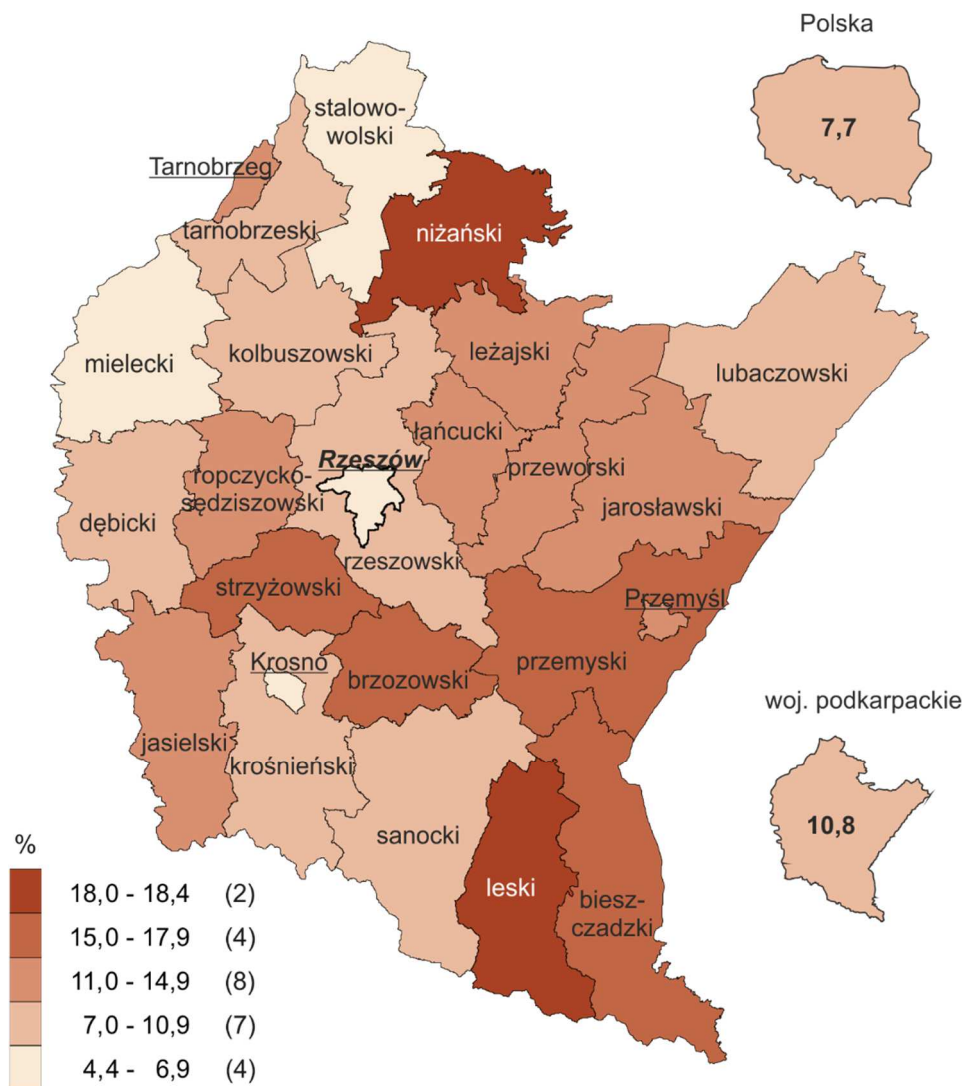 Polska
7,7
stalowo-
wolski
Tarnobrzeg
tarnobrzeski
niżański
mielecki
kolbuszowski
leżajski
lubaczowski
łańcucki
Rzeszów
ropczycko-
sędziszowski
przeworski
jarosławski
dębicki
rzeszowski
strzyżowski
Przemyśl
Krosno
brzozowski
przemyski
woj. podkarpackie
10,8
jasielski
krośnieński
sanocki
leski
biesz-
czadzki
%
18,0 - 18,4 (2)
15,0 - 17,9 (4)
11,0 - 14,9 (8)
7,0 - 10,9 (7)
4,4 - 6,9 (4)